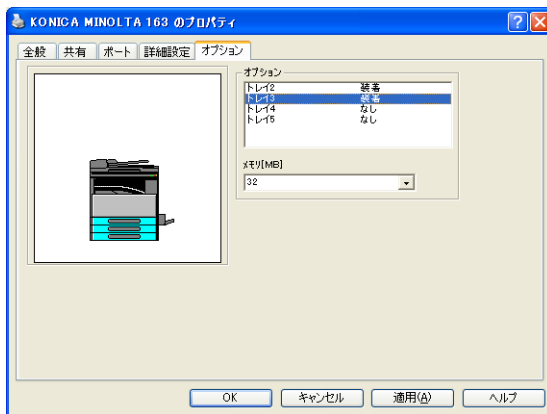 KONICA MINOLTA 163 のプロパティ
全般 共有 ポート 詳細設定 オプション
オプション
トレイ2 装着
トレイ3 装着
トレイ4 なし
トレイ5 なし
メモリ[MB]
32
OK キャンセル 適用(A) ヘルプ